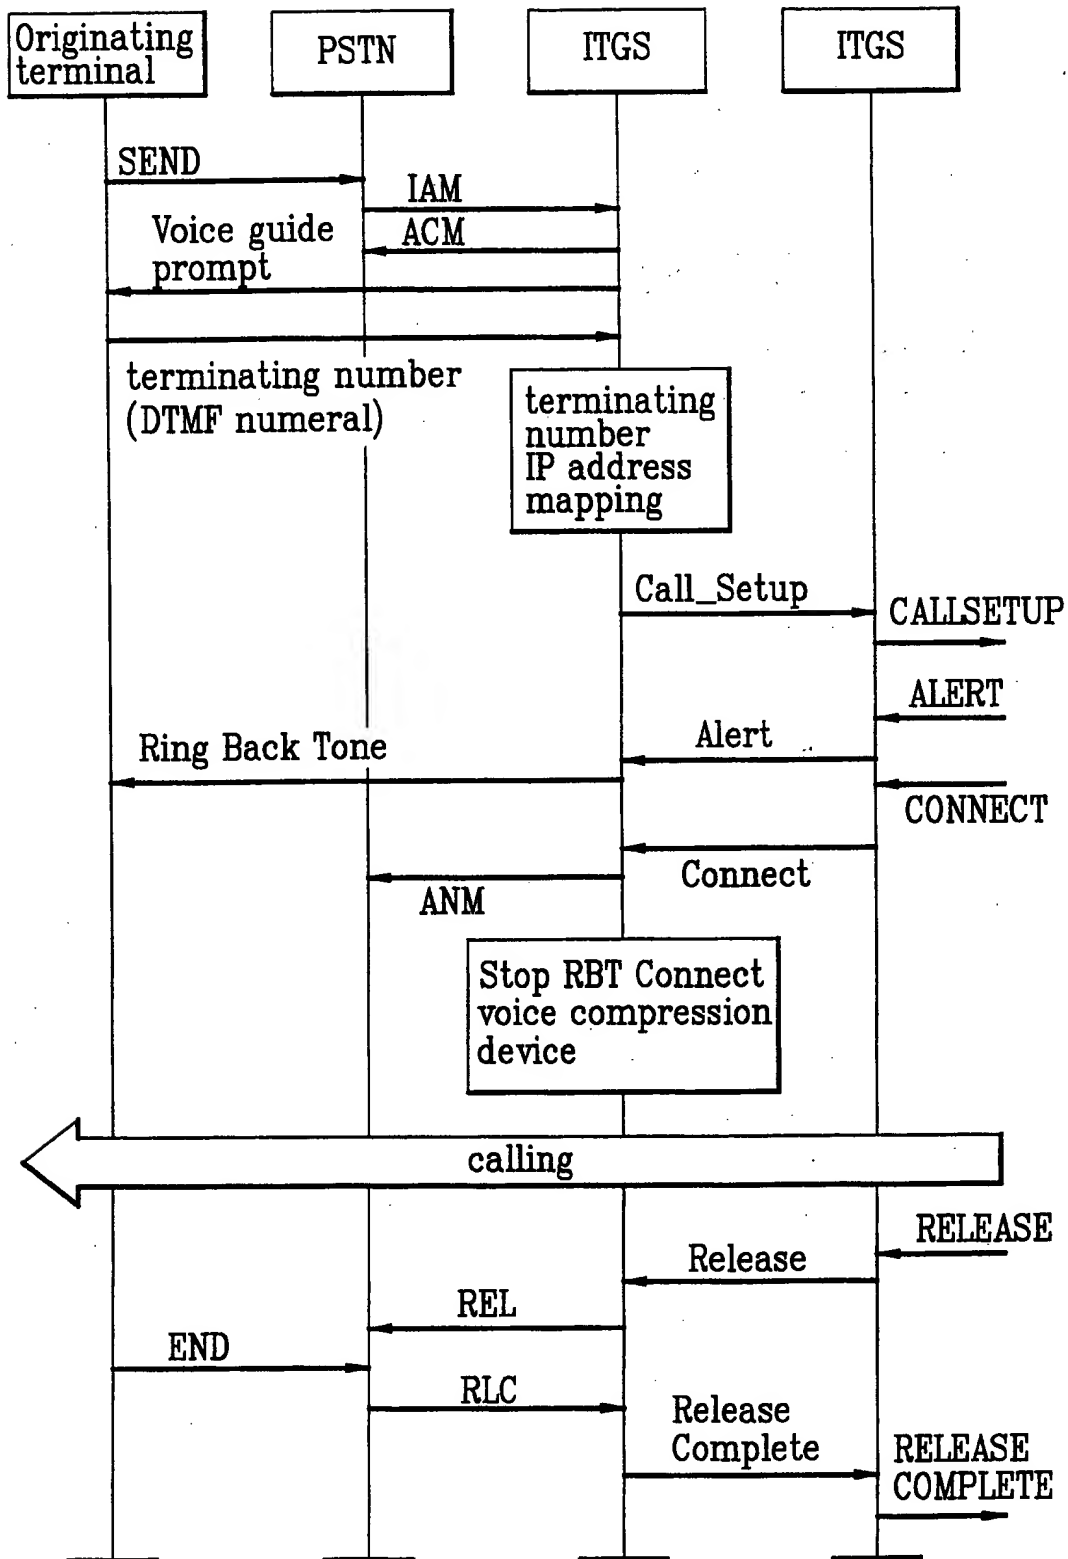 Originating
terminal
PSTN
ITGS
ITGS
SEND
IAM
Voice guide
prompt
ACM
terminating number
(DTMF numeral)
terminating
number
IP address
mapping
Call_Setup
CALLSETUP
ALERT
Alert
Ring Back Tone
CONNECT
Connect
ANM
Stop RBT Connect
voice compression
device
calling
RELEASE
Release
REL
END
RLC
Release
Complete
RELEASE
COMPLETE